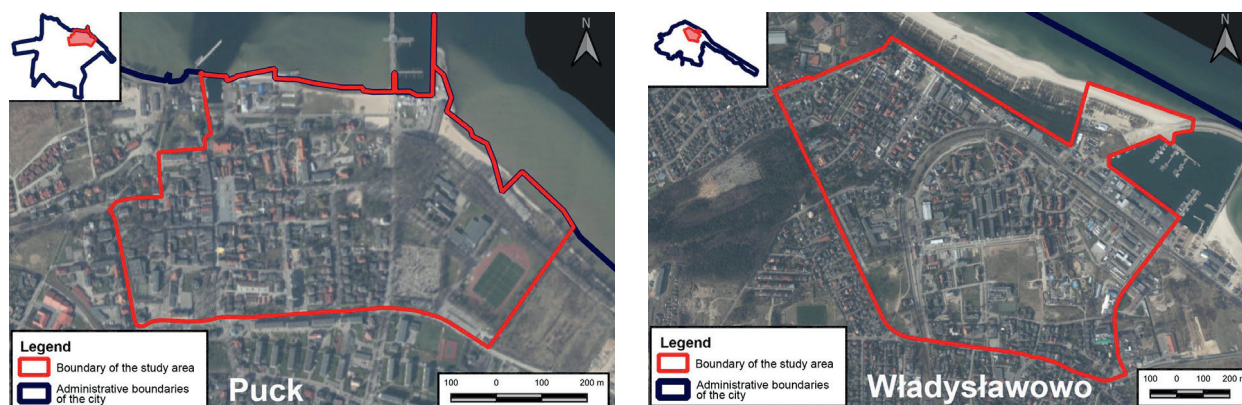 N
Legend
Boundary of the study area
Administrative boundaries
of the city
Puck
100 0 100 200 m
N
Legend
Boundary of the study area
Administrative boundaries
of the city
Władysławowo
100 0 100 200 m